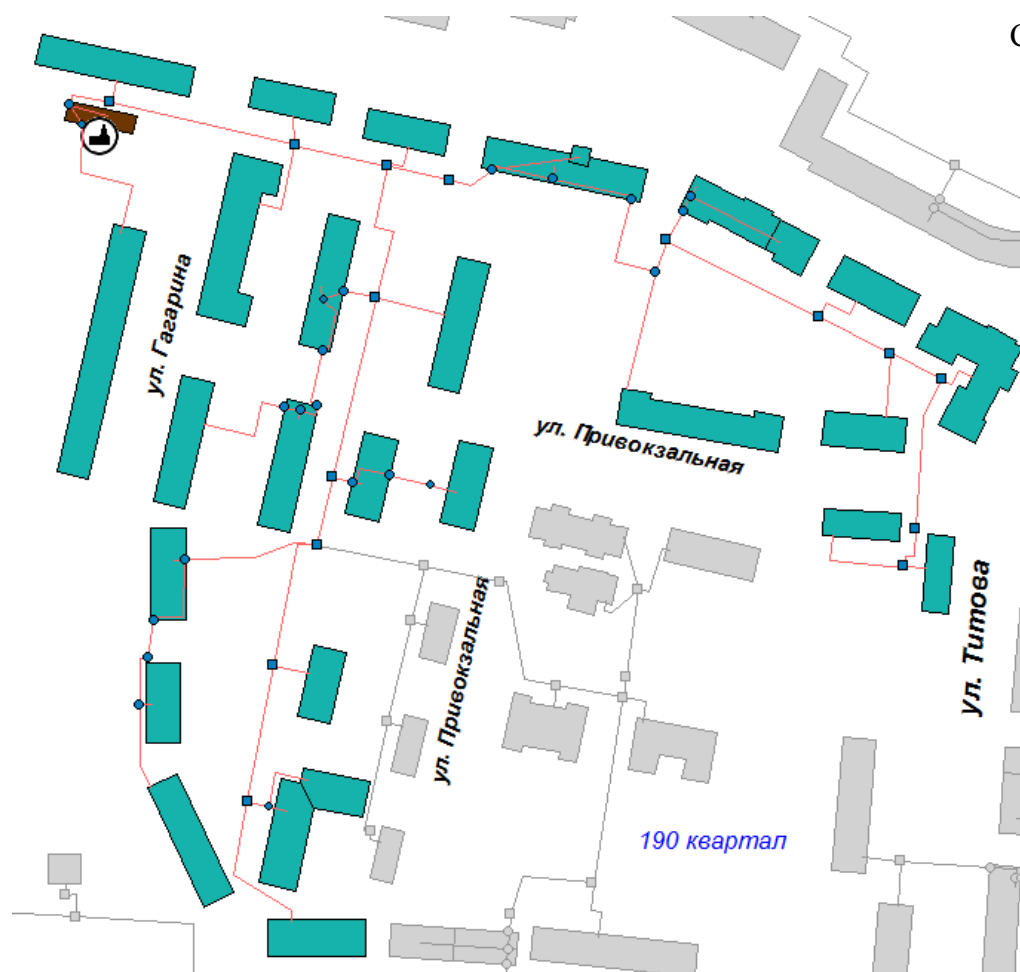 С
ул. Гагарина
ул. Привокзальная
ул. Привокзальная
ул. Титова
190 квартал